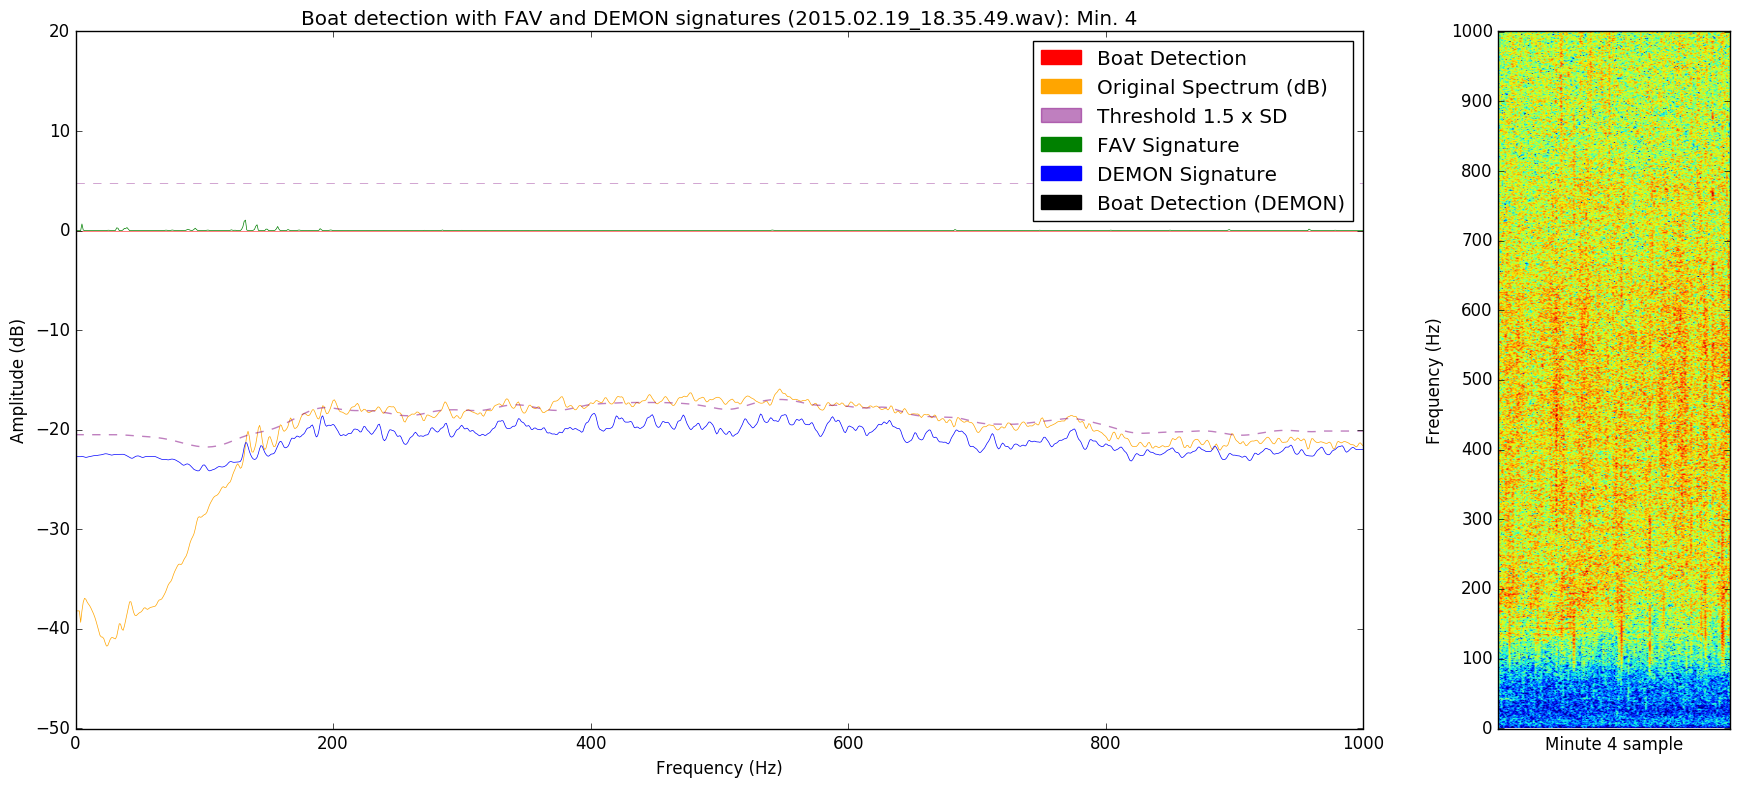 Boat detection with FAV and DEMON signatures (2015.02.19_18.35.49.wav): Min. 4
20
10
0
−10
−20
−30
−40
−50
Amplitude (dB)
0 200 400 600 800 1000
Frequency (Hz)
Boat Detection
Original Spectrum (dB)
Threshold 1.5 x SD
FAV Signature
DEMON Signature
Boat Detection (DEMON)
1000
900
800
700
600
500
400
300
200
100
0
Frequency (Hz)
Minute 4 sample